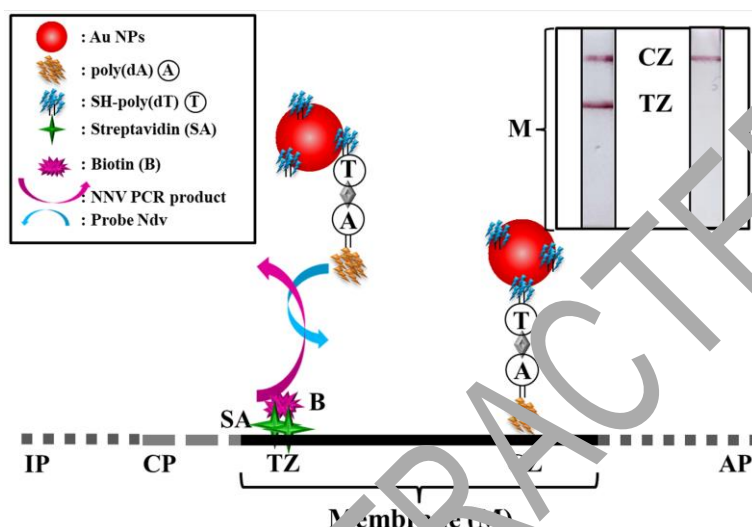 : Au NPs
: poly(dA) A
: SH-poly(dT) T
: Streptavidin (SA)
: Biotin (B)
: NNV PCR product
: Probe Ndv
CZ
TZ
M
T
A
T
A
B
SA
IP
CP
TZ
AP